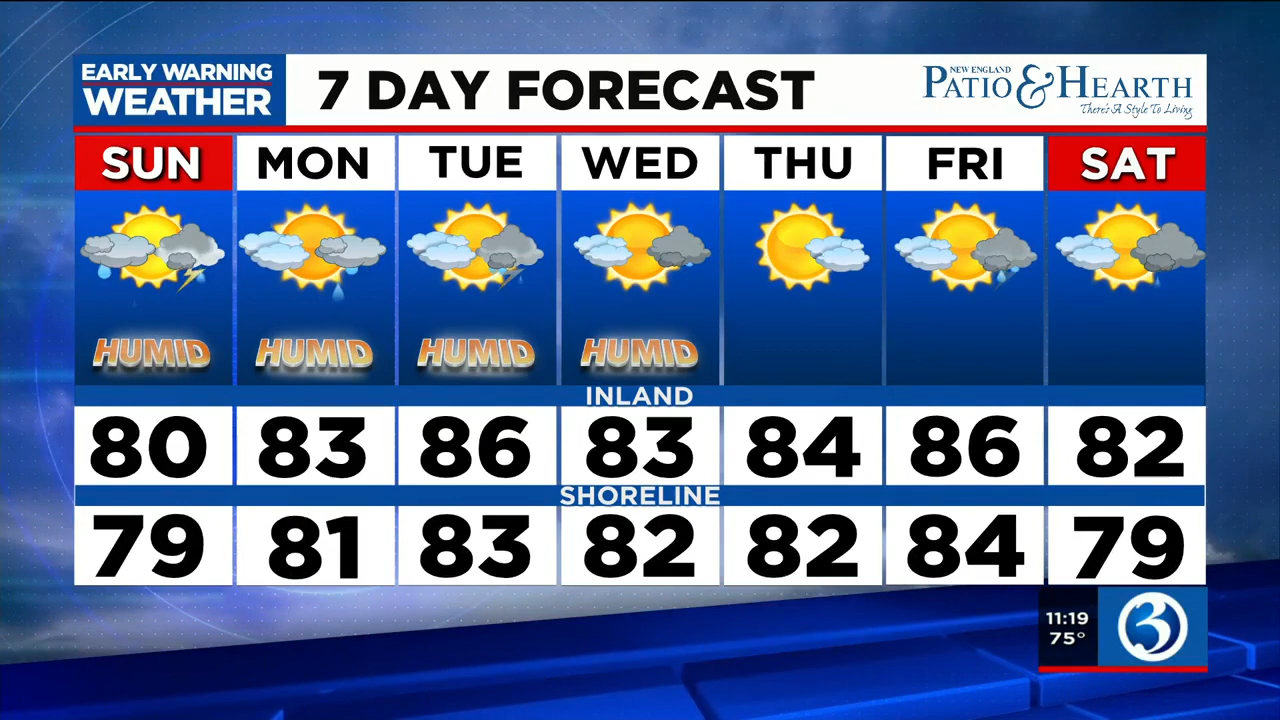 EARLY WARNING
WEATHER
7 DAY FORECAST
NEW ENGLAND
PATIO & HEARTH
There's A Style To Living
SUN MON TUE WED THU FRI SAT
HUMID HUMID HUMID HUMID
INLAND
80 83 86 83 84 86 82
SHORELINE
79 81 83 82 82 84 79
11:19
75°
3